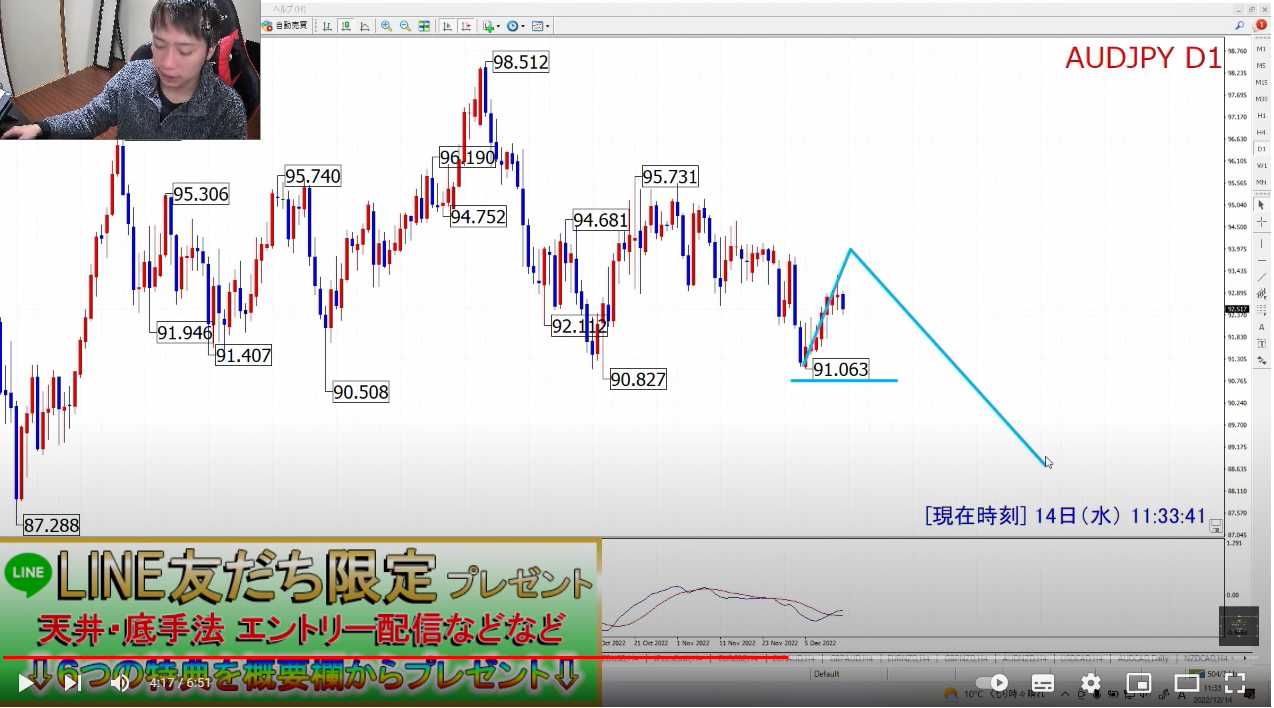 ヘルプ(H)
自動売買
AUDJPY D1
98.512
95.306
95.740
96.190
94.752
94.681
95.731
91.946
91.407
90.508
92.112
90.827
91.063
87.288
98.760
98.235
97.695
97.170
96.630
96.105
95.565
95.040
94.500
93.975
93.435
92.895
92.517
92.370
91.830
91.305
90.765
90.240
89.700
89.175
88.635
88.110
87.570
87.045
M1
M5
M15
M30
H1
H4
D1
W1
MN
[現在時刻] 14日(水) 11:33:41
1.291
0.00
LINE
LINE友だち限定 プレゼント
天井・底手法 エントリー配信などなど
↓6つの特典を概要欄からプレゼント↓
Oct 2022
21 Oct 2022
1 Nov 2022
11 Nov 2022
23 Nov 2022
5 Dec 2022
GBPAUD,H4
EURNZD,H4
GBPNZD,H4
AUDNZD,H4
USDCAD,H4
AUDCAD,Daily
NZDCAD,H4
Default
4:17 / 6:51
10°C くもり時々晴れ
A
11:33
2022/12/14